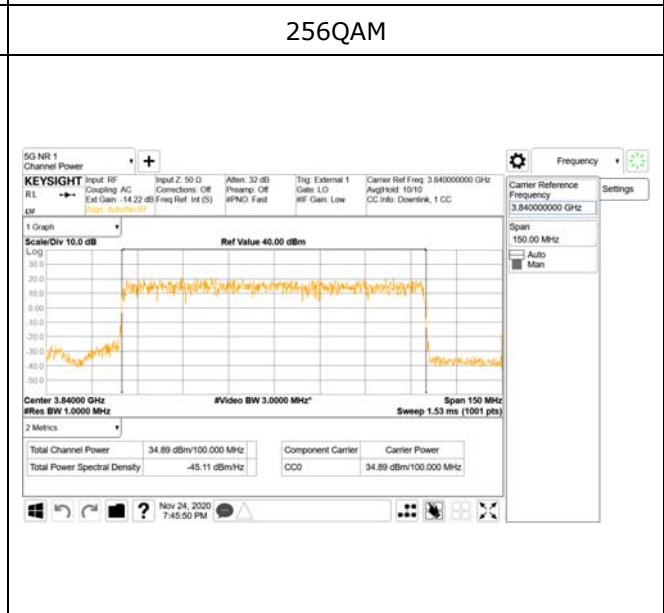 256QAM
5G NR 1
Channel Power
+
Frequency
KEYSIGHT
RL
Input: RF
Coupling: AC
Ext Gain: -14.22 dB
Align: Auto/No RF
Input Z: 50 Ω
Corrections: Off
Freq Ref: Int (S)
Atten: 32 dB
Preamp: Off
#PNO: Fast
Trig: External 1
Gate: LO
#IF Gain: Low
Carrier Ref Freq: 3.840000000 GHz
Avg|Hold: 10/10
CC Info: Downlink, 1 CC
Carrier Reference
Frequency
3.840000000 GHz
Settings
Span
150.00 MHz
Auto
Man
1 Graph
Scale/Div 10.0 dB
Ref Value 40.00 dBm
Log
30.0
20.0
10.0
0.00
-10.0
-20.0
-30.0
-40.0
-50.0
Center 3.84000 GHz
#Video BW 3.0000 MHz*
Span 150 MHz
#Res BW 1.0000 MHz
Sweep 1.53 ms (1001 pts)
2 Metrics
Total Channel Power 34.89 dBm/100.000 MHz
Total Power Spectral Density -45.11 dBm/Hz
Component Carrier Carrier Power
CC0 34.89 dBm/100.000 MHz
?
Nov 24, 2020
7:45:50 PM